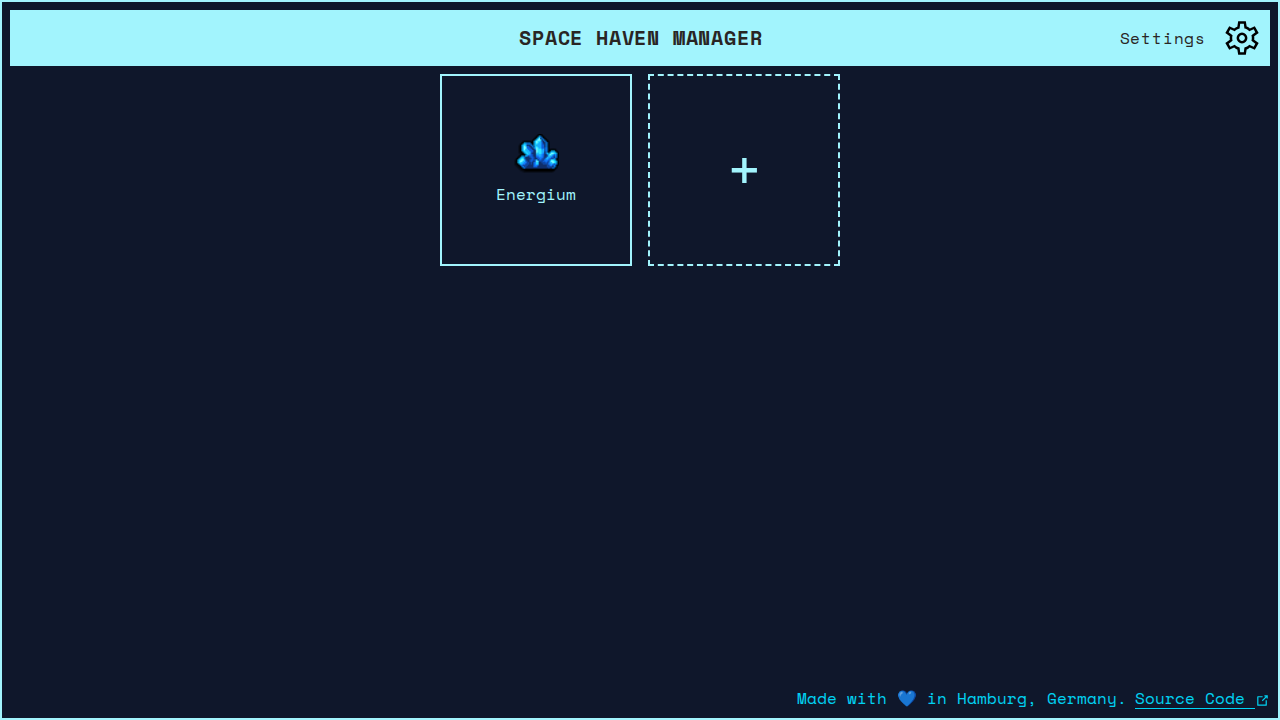 SPACE HAVEN MANAGER
Settings
Energium
+
Made with 💙 in Hamburg, Germany. Source Code